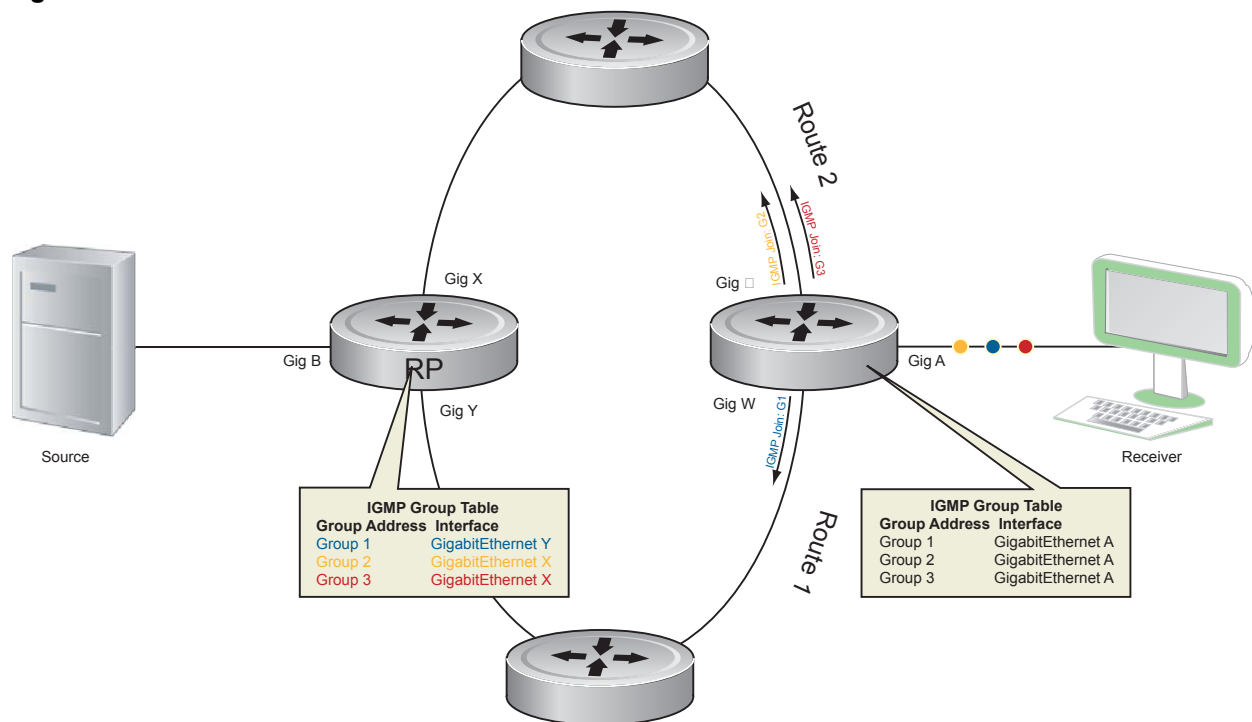 Route 2
IGMP Join: G2
IGMP Join: G3
Gig X
Gig □
Gig B
RP
Gig A
Gig Y
Gig W
IGMP Join: G1
Source
Receiver
IGMP Group Table
Group Address Interface
Group 1 GigabitEthernet Y
Group 2 GigabitEthernet X
Group 3 GigabitEthernet X
IGMP Group Table
Group Address Interface
Group 1 GigabitEthernet A
Group 2 GigabitEthernet A
Group 3 GigabitEthernet A
Route 1